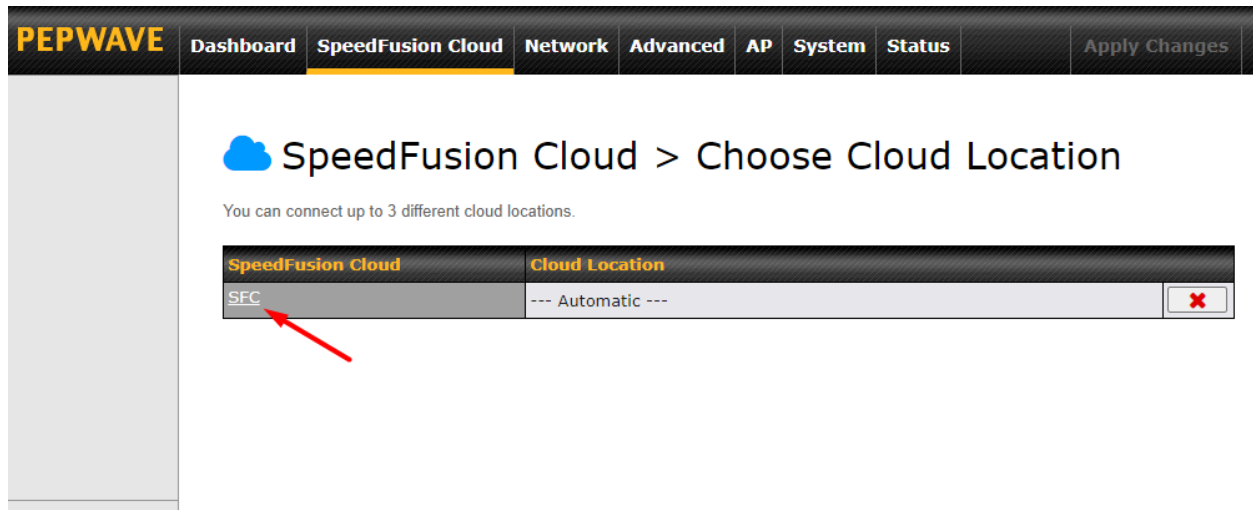 PEPWAVE Dashboard SpeedFusion Cloud Network Advanced AP System Status Apply Changes
SpeedFusion Cloud > Choose Cloud Location
You can connect up to 3 different cloud locations.
SpeedFusion Cloud Cloud Location
SFC --- Automatic ---